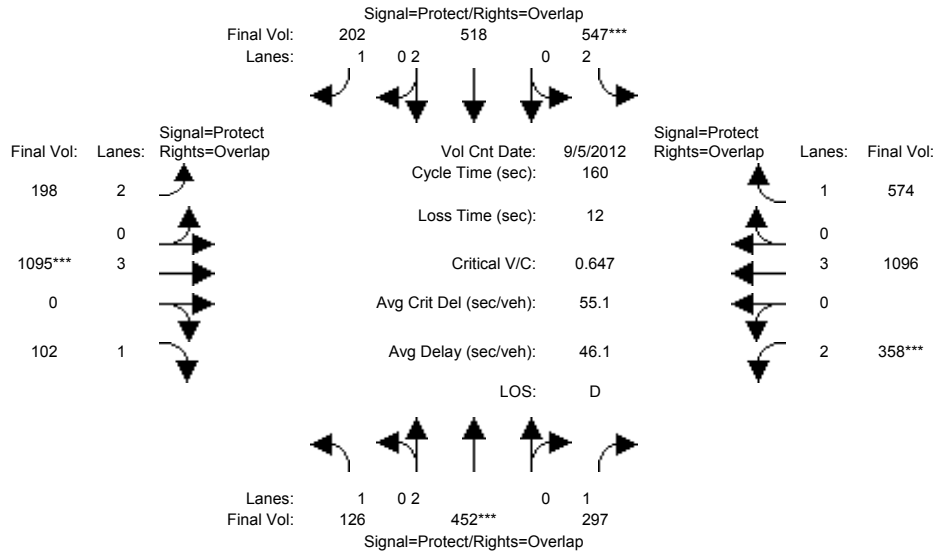 Signal=Protect/Rights=Overlap
Final Vol: 202 518 547***
Lanes: 1 0 2 0 2
Signal=Protect
Final Vol: Lanes: Rights=Overlap
Vol Cnt Date: 9/5/2012
Signal=Protect
Rights=Overlap Lanes: Final Vol:
Cycle Time (sec): 160
198 2 1 574
Loss Time (sec): 12
0 0
1095*** 3 Critical V/C: 0.647 3 1096
0 0 Avg Crit Del (sec/veh): 55.1 0
102 1 Avg Delay (sec/veh): 46.1 2 358***
LOS: D
Lanes: 1 0 2 0 1
Final Vol: 126 452*** 297
Signal=Protect/Rights=Overlap